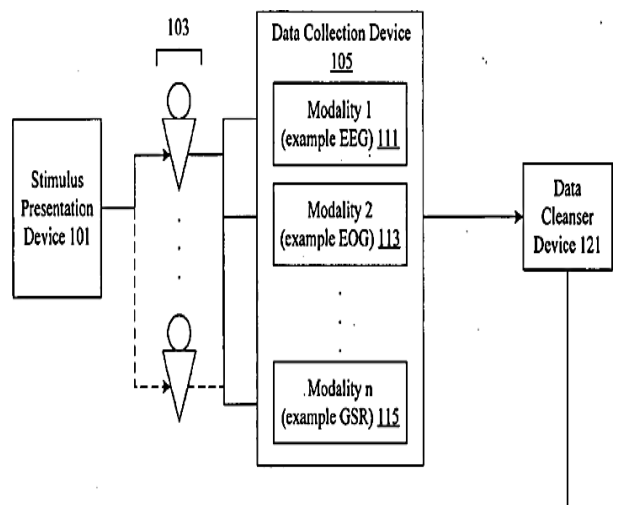 103
Data Collection Device
105
Modality 1
(example EEG) 111
Stimulus
Presentation
Device 101
Modality 2
(example EOG) 113
Data
Cleanser
Device 121
Modality n
(example GSR) 115